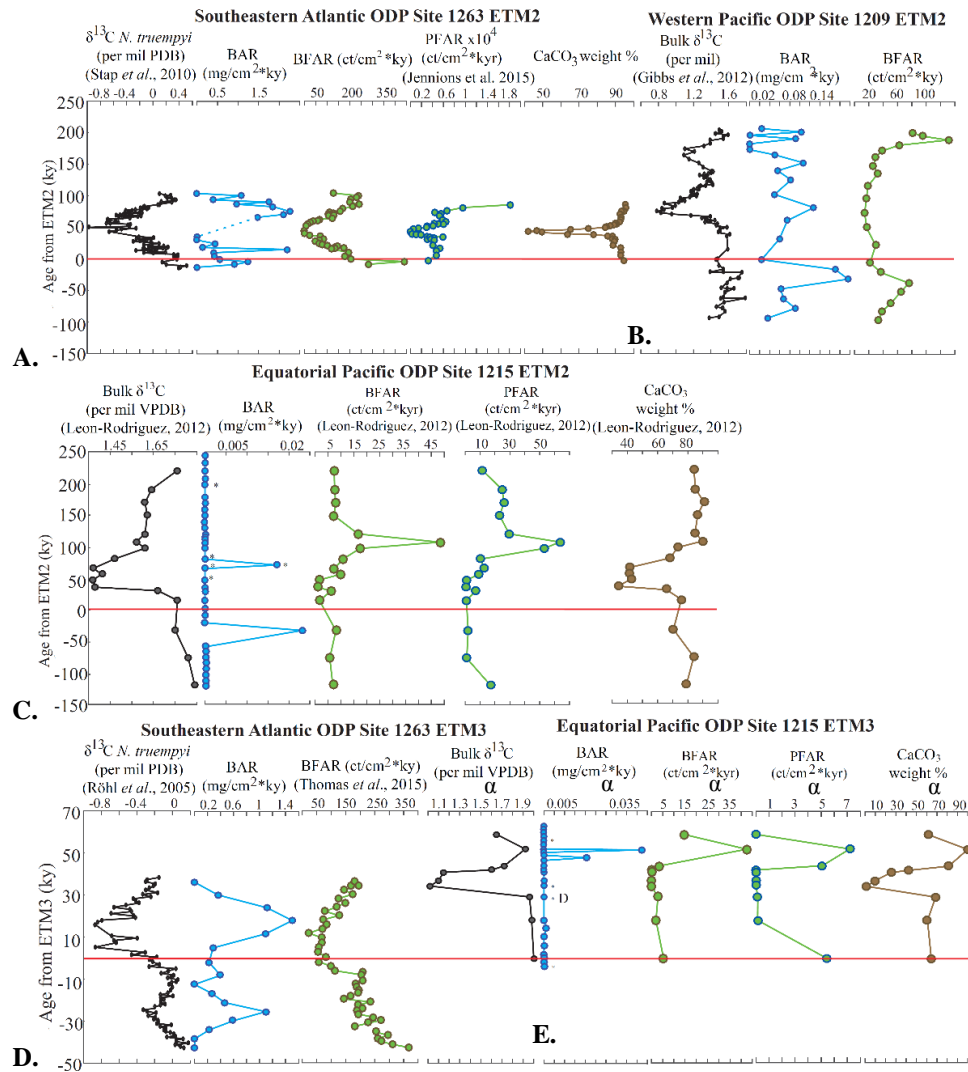 Southeastern Atlantic ODP Site 1263 ETM2
δ13C N. truempyi
(per mil PDB)
(Stap et al., 2010)
-0.8 -0.4 0 0.4
BAR
(mg/cm2*ky)
0.5 1.5
BFAR (ct/cm2*ky)
50 200 350
PFAR x10^4
(ct/cm2*kyr)
(Jennions et al. 2015)
0.2 0.6 1 1.4 1.8
CaCO3 weight %
50 70 90
Western Pacific ODP Site 1209 ETM2
Bulk δ13C
(per mil)
(Gibbs et al., 2012)
0.8 1.2 1.6
BAR
(mg/cm2*ky)
0.02 0.08 0.14
BFAR
(ct/cm2*ky)
20 60 100
Age from ETM2 (ky)
250
200
150
100
50
0
-50
-100
-150
A.
B.
Equatorial Pacific ODP Site 1215 ETM2
Bulk δ13C
(per mil VPDB)
(Leon-Rodriguez, 2012)
1.45 1.65
BAR
(mg/cm2*ky)
0.005 0.02
BFAR
(ct/cm2*kyr)
(Leon-Rodriguez, 2012)
5 15 25 35 45
PFAR
(ct/cm2*kyr)
(Leon-Rodriguez, 2012)
10 30 50
CaCO3
weight %
(Leon-Rodriguez, 2012)
40 60 80
Age from ETM2 (ky)
250
200
150
100
50
0
-50
-100
-150
* * * * *
C.
Southeastern Atlantic ODP Site 1263 ETM3
δ13C N. truempyi
(per mil PDB)
(Röhl et al., 2005)
-0.8 -0.4 0
BAR
(mg/cm2*ky)
0.2 0.6 1 1.4
BFAR (ct/cm2*ky)
(Thomas et al., 2015)
50 150 250 350
Equatorial Pacific ODP Site 1215 ETM3
Bulk δ13C
(per mil VPDB)
α
1.1 1.3 1.5 1.7 1.9
BAR
(mg/cm2*ky)
0.005 0.035
BFAR
(ct/cm2*ky)
α
5 15 25 35
PFAR
(ct/cm2*ky)
α
1 3 5 7
CaCO3
weight %
α
10 30 50 70 90
Age from ETM3 (ky)
70
50
30
10
0
-10
-30
-50
D
D.
E.